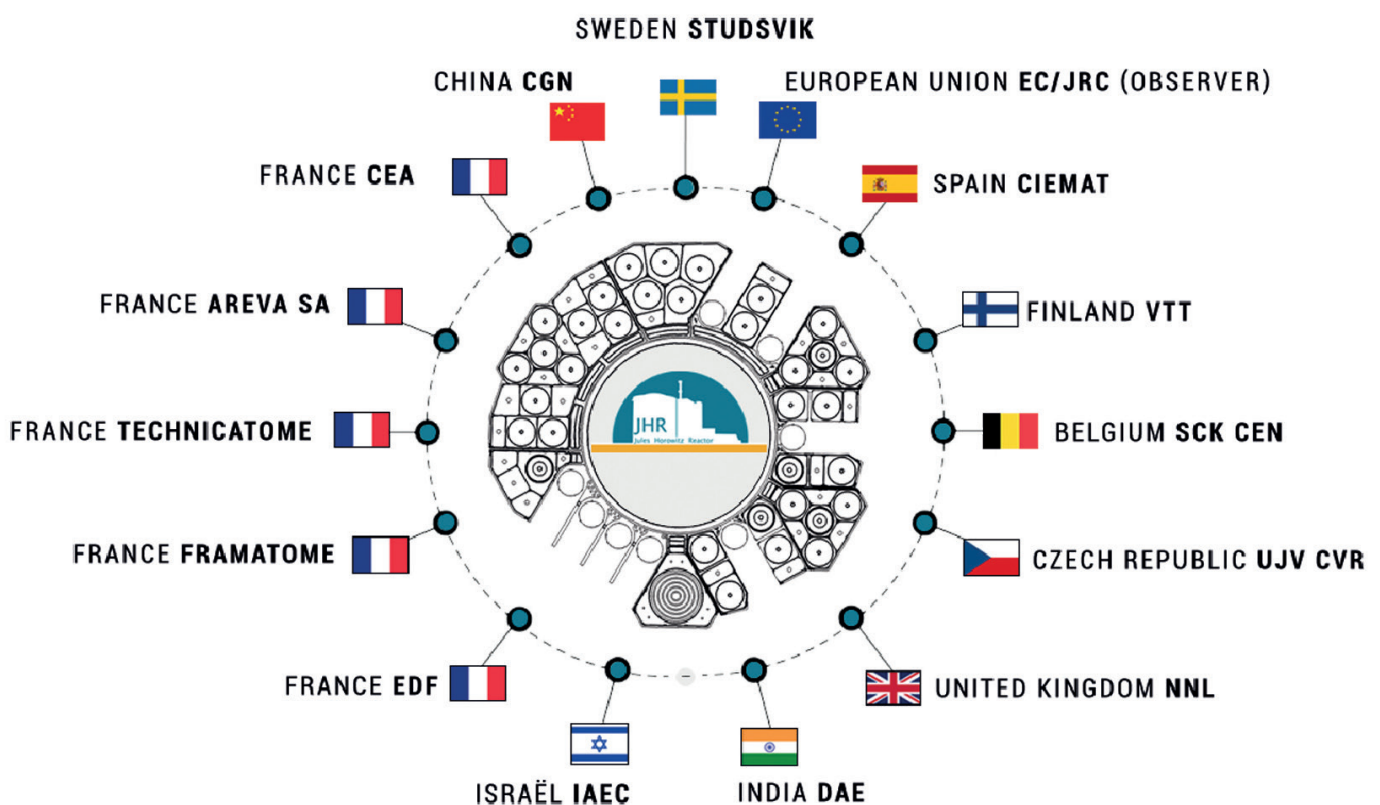 SWEDEN STUDSVIK
CHINA CGN
EUROPEAN UNION EC/JRC (OBSERVER)
FRANCE CEA
SPAIN CIEMAT
FRANCE AREVA SA
FINLAND VTT
JHR
Jules Horowitz Reactor
FRANCE TECHNICATOME
BELGIUM SCK CEN
FRANCE FRAMATOME
CZECH REPUBLIC UJV CVR
FRANCE EDF
UNITED KINGDOM NNL
ISRAËL IAEC
INDIA DAE